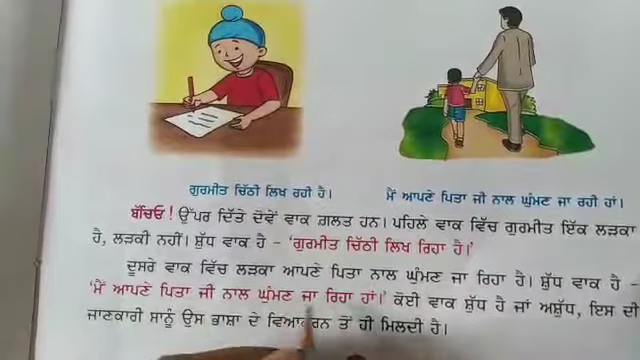 ਗੁਰਮੀਤ ਚਿੱਠੀ ਲਿਖ ਰਹੀ ਹੈ।
ਮੈਂ ਆਪਣੇ ਪਿਤਾ ਜੀ ਨਾਲ ਘੁੰਮਣ ਜਾ ਰਹੀ ਹਾਂ।
ਬੱਚਿਓ! ਉੱਪਰ ਦਿੱਤੇ ਦੋਵੇਂ ਵਾਕ ਗ਼ਲਤ ਹਨ। ਪਹਿਲੇ ਵਾਕ ਵਿੱਚ ਗੁਰਮੀਤ ਇੱਕ ਲੜਕਾ
ਹੈ, ਲੜਕੀ ਨਹੀਂ। ਸ਼ੁੱਧ ਵਾਕ ਹੈ - 'ਗੁਰਮੀਤ ਚਿੱਠੀ ਲਿਖ ਰਿਹਾ ਹੈ।'
ਦੂਸਰੇ ਵਾਕ ਵਿੱਚ ਲੜਕਾ ਆਪਣੇ ਪਿਤਾ ਨਾਲ ਘੁੰਮਣ ਜਾ ਰਿਹਾ ਹੈ। ਸ਼ੁੱਧ ਵਾਕ ਹੈ -
'ਮੈਂ ਆਪਣੇ ਪਿਤਾ ਜੀ ਨਾਲ ਘੁੰਮਣ ਜਾ ਰਿਹਾ ਹਾਂ।' ਕੋਈ ਵਾਕ ਸ਼ੁੱਧ ਹੈ ਜਾਂ ਅਸ਼ੁੱਧ, ਇਸ ਦੀ
ਜਾਣਕਾਰੀ ਸਾਨੂੰ ਉਸ ਭਾਸ਼ਾ ਦੇ ਵਿਆਕਰਨ ਤੋਂ ਹੀ ਮਿਲਦੀ ਹੈ।